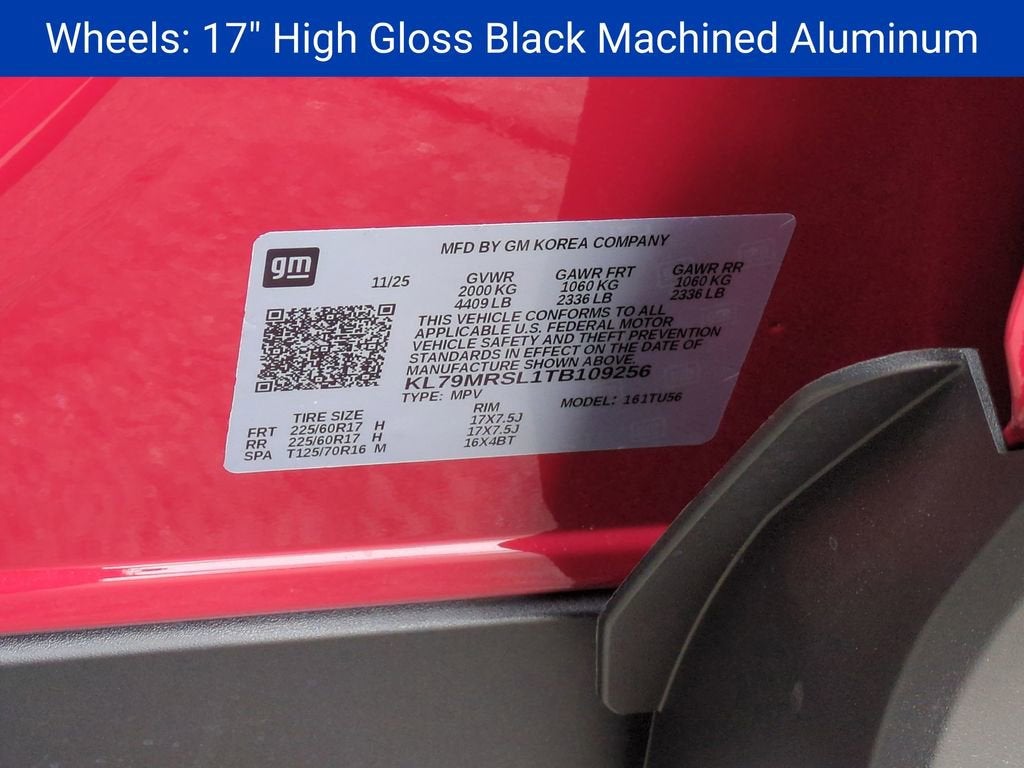 Wheels: 17" High Gloss Black Machined Aluminum
gm
MFD BY GM KOREA COMPANY
11/25
GVWR GAWR FRT GAWR RR
2000 KG 1060 KG 1060 KG
4409 LB 2336 LB 2336 LB
THIS VEHICLE CONFORMS TO ALL
APPLICABLE U.S. FEDERAL MOTOR
VEHICLE SAFETY AND THEFT PREVENTION
STANDARDS IN EFFECT ON THE DATE OF
MANUFACTURE SHOWN ABOVE.
KL79MRSL1TB109256
TYPE: MPV MODEL: 161TU56
TIRE SIZE RIM
FRT 225/60R17 H 17X7.5J
RR 225/60R17 H 17X7.5J
SPA T125/70R16 M 16X4BT